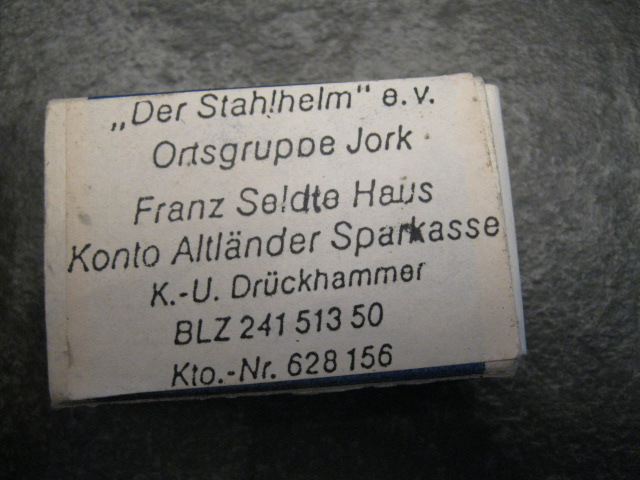 „Der Stahlhelm" e.v.
Ortsgruppe Jork
Franz Seldte Haus
Konto Altländer Sparkasse
K.-U. Drückhammer
BLZ 241 513 50
Kto.-Nr. 628 156